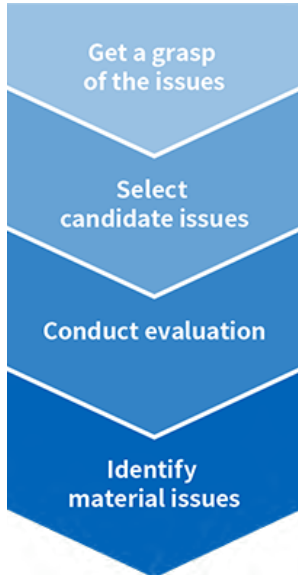 Get a grasp
of the issues
Select
candidate issues
Conduct evaluation
Identify
material issues